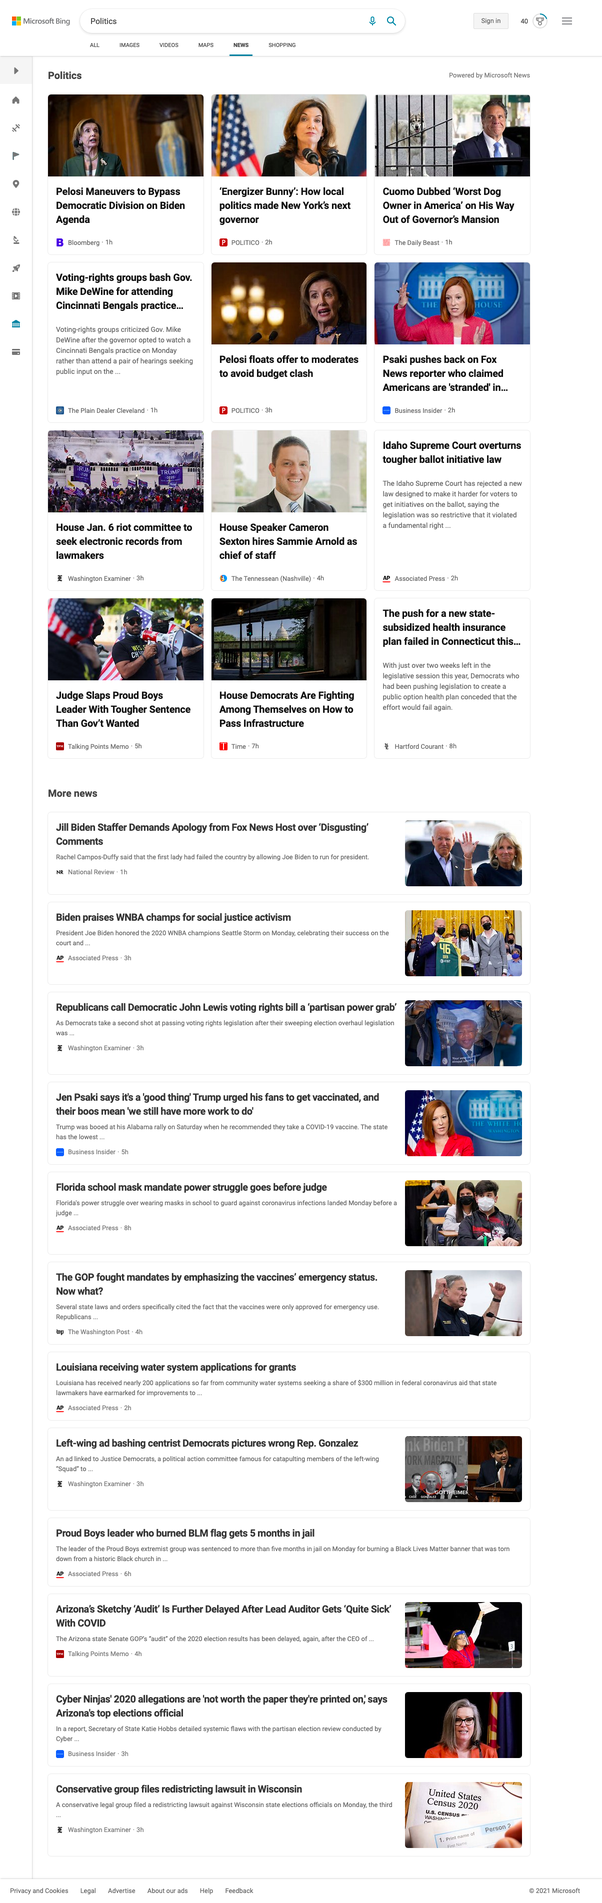 Microsoft Bing
Politics
Sign in
40
ALL
IMAGES
VIDEOS
MAPS
NEWS
SHOPPING
Politics
Powered by Microsoft News
Pelosi Maneuvers to Bypass
Democratic Division on Biden
Agenda
Bloomberg · 1h
‘Energizer Bunny’: How local
politics made New York’s next
governor
POLITICO · 2h
Cuomo Dubbed ‘Worst Dog
Owner in America’ on His Way
Out of Governor’s Mansion
The Daily Beast · 1h
Voting-rights groups bash Gov.
Mike DeWine for attending
Cincinnati Bengals practice…
Voting-rights groups criticized Gov. Mike
DeWine after the governor opted to watch a
Cincinnati Bengals practice on Monday
rather than attend a pair of hearings seeking
public input on the ...
The Plain Dealer Cleveland · 1h
Pelosi floats offer to moderates
to avoid budget clash
POLITICO · 3h
Psaki pushes back on Fox
News reporter who claimed
Americans are 'stranded' in…
Business Insider · 2h
House Jan. 6 riot committee to
seek electronic records from
lawmakers
Washington Examiner · 3h
House Speaker Cameron
Sexton hires Sammie Arnold as
chief of staff
The Tennessean (Nashville) · 4h
Idaho Supreme Court overturns
tougher ballot initiative law
The Idaho Supreme Court has rejected a new
law designed to make it harder for voters to
get initiatives on the ballot, saying the
legislation was so restrictive that it violated
a fundamental right ...
AP Associated Press · 2h
Judge Slaps Proud Boys
Leader With Tougher Sentence
Than Gov’t Wanted
Talking Points Memo · 5h
House Democrats Are Fighting
Among Themselves on How to
Pass Infrastructure
Time · 7h
The push for a new state-
subsidized health insurance
plan failed in Connecticut this…
With just over two weeks left in the
legislative session this year, Democrats who
had been pushing legislation to create a
public option health plan conceded that the
effort would fail again.
Hartford Courant · 8h
More news
Jill Biden Staffer Demands Apology from Fox News Host over ‘Disgusting’
Comments
Rachel Campos-Duffy said that the first lady had failed the country by allowing Joe Biden to run for president.
NR National Review · 1h
Biden praises WNBA champs for social justice activism
President Joe Biden honored the 2020 WNBA champions Seattle Storm on Monday, celebrating their success on the
court and ...
AP Associated Press · 3h
46
Republicans call Democratic John Lewis voting rights bill a ‘partisan power grab’
As Democrats take a second shot at passing voting rights legislation after their sweeping election overhaul legislation
was ...
Washington Examiner · 3h
Jen Psaki says it's a 'good thing' Trump urged his fans to get vaccinated, and
their boos mean 'we still have more work to do'
Trump was booed at his Alabama rally on Saturday when he recommended they take a COVID-19 vaccine. The state
has the lowest ...
Business Insider · 5h
Florida school mask mandate power struggle goes before judge
Florida's power struggle over wearing masks in school to guard against coronavirus infections landed Monday before a
judge ...
AP Associated Press · 8h
The GOP fought mandates by emphasizing the vaccines’ emergency status.
Now what?
Several state laws and orders specifically cited the fact that the vaccines were only approved for emergency use.
Republicans ...
wp The Washington Post · 4h
Louisiana receiving water system applications for grants
Louisiana has received nearly 200 applications so far from community water systems seeking a share of $300 million in federal coronavirus aid that state
lawmakers have earmarked for improvements to ...
AP Associated Press · 2h
Left-wing ad bashing centrist Democrats pictures wrong Rep. Gonzalez
An ad linked to Justice Democrats, a political action committee famous for catapulting members of the left-wing
“Squad” to ...
Washington Examiner · 3h
Proud Boys leader who burned BLM flag gets 5 months in jail
The leader of the Proud Boys extremist group was sentenced to more than five months in jail on Monday for burning a Black Lives Matter banner that was torn
down from a historic Black church in ...
AP Associated Press · 6h
Arizona’s Sketchy ‘Audit’ Is Further Delayed After Lead Auditor Gets ‘Quite Sick’
With COVID
The Arizona state Senate GOP's “audit” of the 2020 election results has been delayed, again, after the CEO of ...
Talking Points Memo · 4h
Cyber Ninjas' 2020 allegations are 'not worth the paper they're printed on,' says
Arizona's top elections official
In a report, Secretary of State Katie Hobbs detailed systemic flaws with the partisan election review conducted by
Cyber ...
Business Insider · 3h
Conservative group files redistricting lawsuit in Wisconsin
A conservative legal group filed a redistricting lawsuit against Wisconsin state elections officials on Monday, the third
...
Washington Examiner · 3h
United States
Census 2020
Person 2
Privacy and Cookies
Legal
Advertise
About our ads
Help
Feedback
© 2021 Microsoft